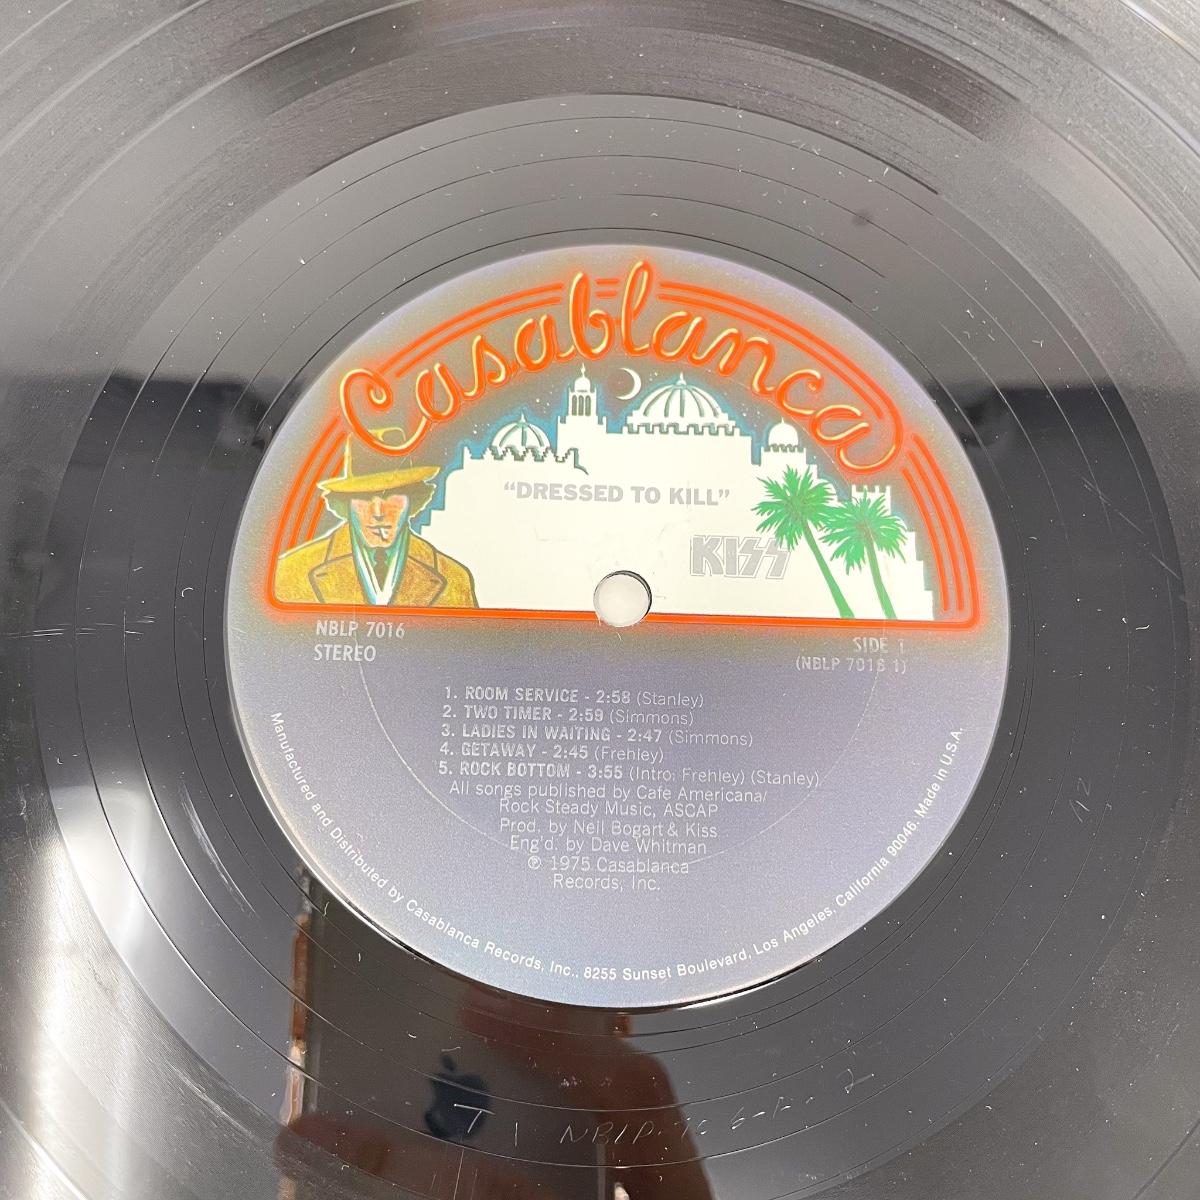 Casablanca
"DRESSED TO KILL"
KISS
NBLP 7016
STEREO
SIDE 1
(NBLP 7016 1)
1. ROOM SERVICE - 2:58 (Stanley)
2. TWO TIMER - 2:59 (Simmons)
3. LADIES IN WAITING - 2:47 (Simmons)
4. GETAWAY - 2:45 (Frehley)
5. ROCK BOTTOM - 3:55 (Intro: Frehley) (Stanley)
All songs published by Cafe Americana/
Rock Steady Music, ASCAP
Prod. by Neil Bogart & Kiss
Eng'd. by Dave Whitman
℗ 1975 Casablanca
Records, Inc.
Manufactured and Distributed by Casablanca Records, Inc., 8255 Sunset Boulevard, Los Angeles, California 90046. Made in U.S.A.